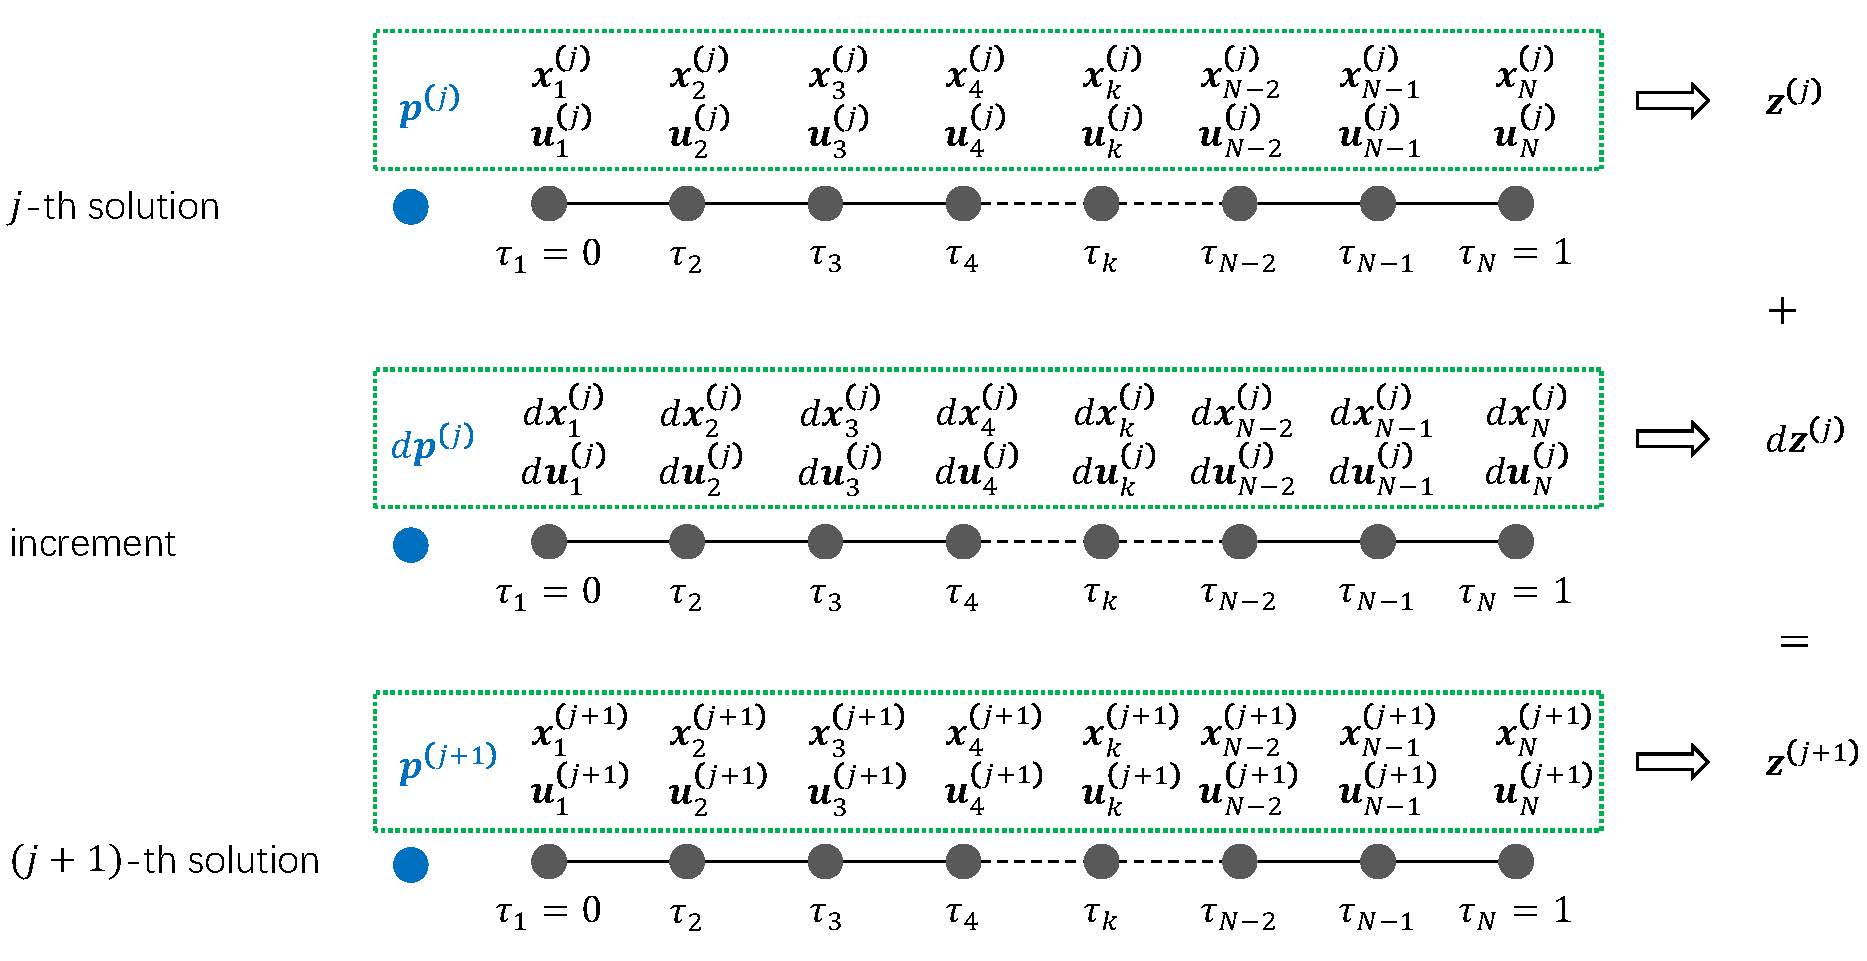 𝒑^(j) 𝒙_1^(j) 𝒙_2^(j) 𝒙_3^(j) 𝒙_4^(j) 𝒙_k^(j) 𝒙_{N−2}^(j) 𝒙_{N−1}^(j) 𝒙_N^(j) ⇒ 𝒛^(j)
𝒖_1^(j) 𝒖_2^(j) 𝒖_3^(j) 𝒖_4^(j) 𝒖_k^(j) 𝒖_{N−2}^(j) 𝒖_{N−1}^(j) 𝒖_N^(j)
j-th solution
τ_1 = 0 τ_2 τ_3 τ_4 τ_k τ_{N−2} τ_{N−1} τ_N = 1
+
d𝒑^(j) d𝒙_1^(j) d𝒙_2^(j) d𝒙_3^(j) d𝒙_4^(j) d𝒙_k^(j) d𝒙_{N−2}^(j) d𝒙_{N−1}^(j) d𝒙_N^(j) ⇒ d𝒛^(j)
d𝒖_1^(j) d𝒖_2^(j) d𝒖_3^(j) d𝒖_4^(j) d𝒖_k^(j) d𝒖_{N−2}^(j) d𝒖_{N−1}^(j) d𝒖_N^(j)
increment
τ_1 = 0 τ_2 τ_3 τ_4 τ_k τ_{N−2} τ_{N−1} τ_N = 1
=
𝒑^(j+1) 𝒙_1^(j+1) 𝒙_2^(j+1) 𝒙_3^(j+1) 𝒙_4^(j+1) 𝒙_k^(j+1) 𝒙_{N−2}^(j+1) 𝒙_{N−1}^(j+1) 𝒙_N^(j+1) ⇒ 𝒛^(j+1)
𝒖_1^(j+1) 𝒖_2^(j+1) 𝒖_3^(j+1) 𝒖_4^(j+1) 𝒖_k^(j+1) 𝒖_{N−2}^(j+1) 𝒖_{N−1}^(j+1) 𝒖_N^(j+1)
(j + 1)-th solution
τ_1 = 0 τ_2 τ_3 τ_4 τ_k τ_{N−2} τ_{N−1} τ_N = 1